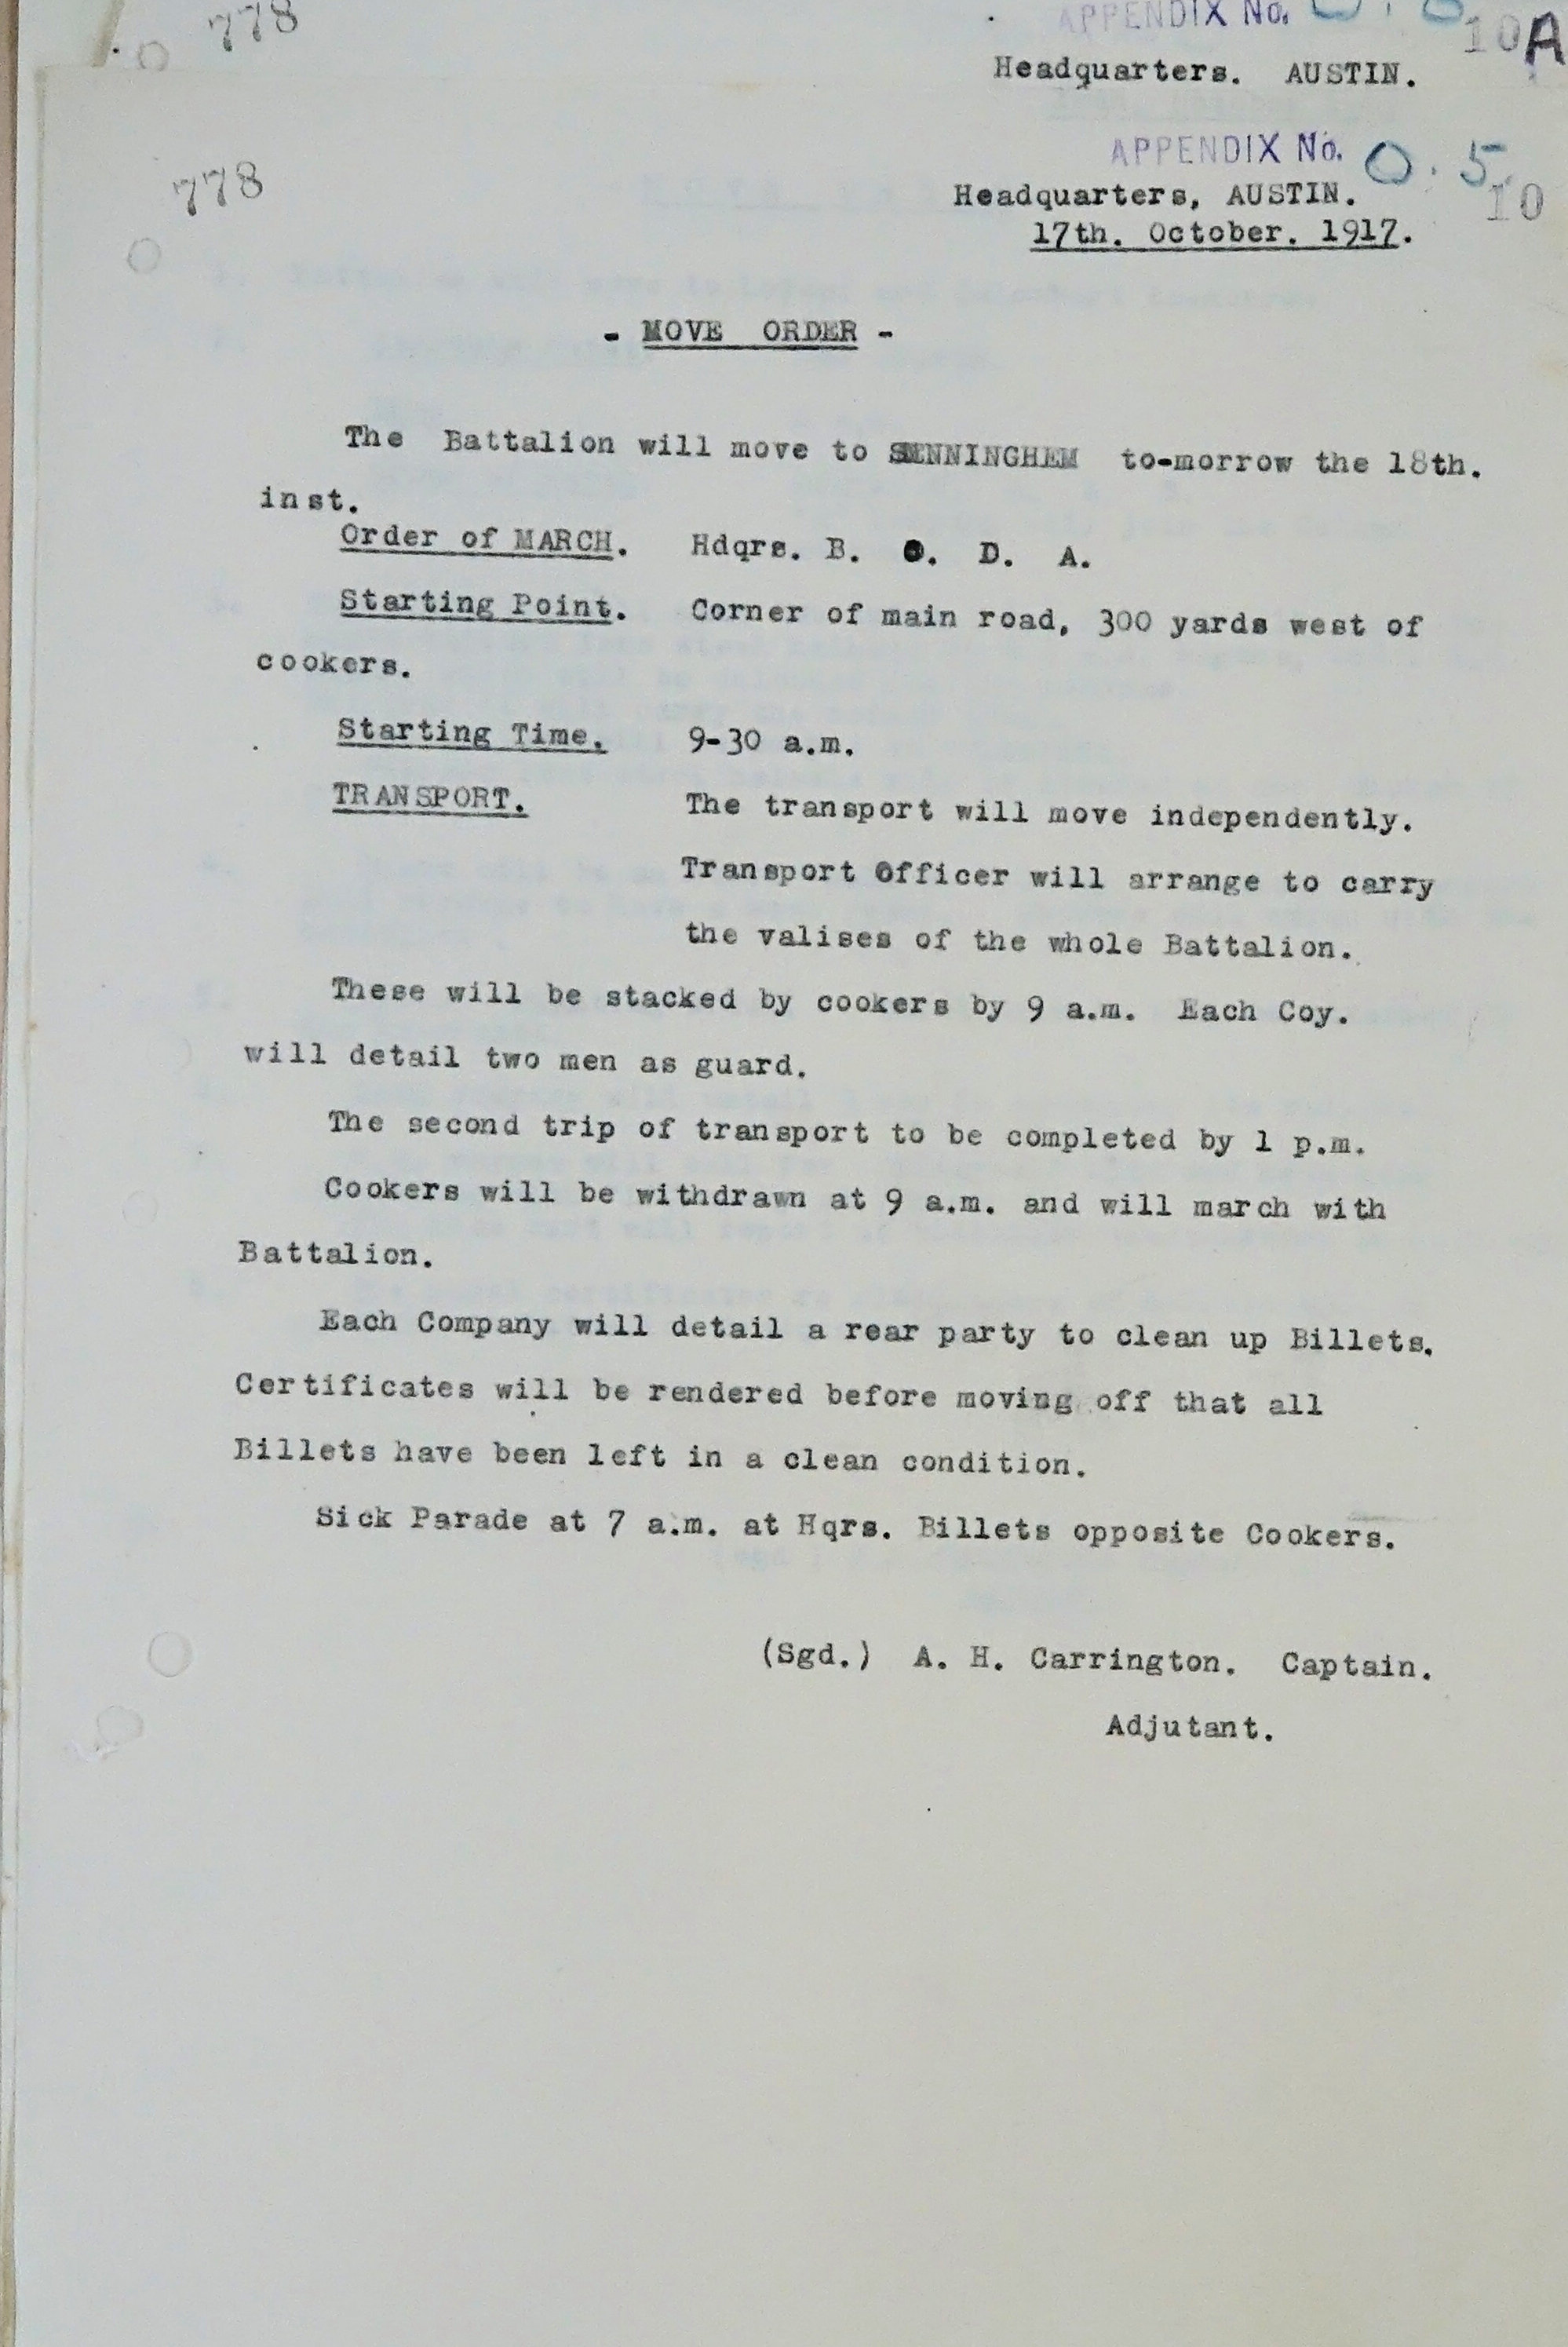 778
APPENDIX No.
10A
Headquarters. AUSTIN.
APPENDIX No. O.5.
778
Headquarters, AUSTIN.
10
17th. October. 1917.
- MOVE ORDER -
The Battalion will move to SENNINGHEM to-morrow the 18th.
inst.
Order of MARCH. Hdqrs. B. C. D. A.
Starting Point. Corner of main road, 300 yards west of
cookers.
Starting Time. 9-30 a.m.
TRANSPORT. The transport will move independently.
Transport Officer will arrange to carry
the valises of the whole Battalion.
These will be stacked by cookers by 9 a.m. Each Coy.
will detail two men as guard.
The second trip of transport to be completed by 1 p.m.
Cookers will be withdrawn at 9 a.m. and will march with
Battalion.
Each Company will detail a rear party to clean up Billets.
Certificates will be rendered before moving off that all
Billets have been left in a clean condition.
Sick Parade at 7 a.m. at Hqrs. Billets opposite Cookers.
(Sgd.) A. H. Carrington. Captain.
Adjutant.